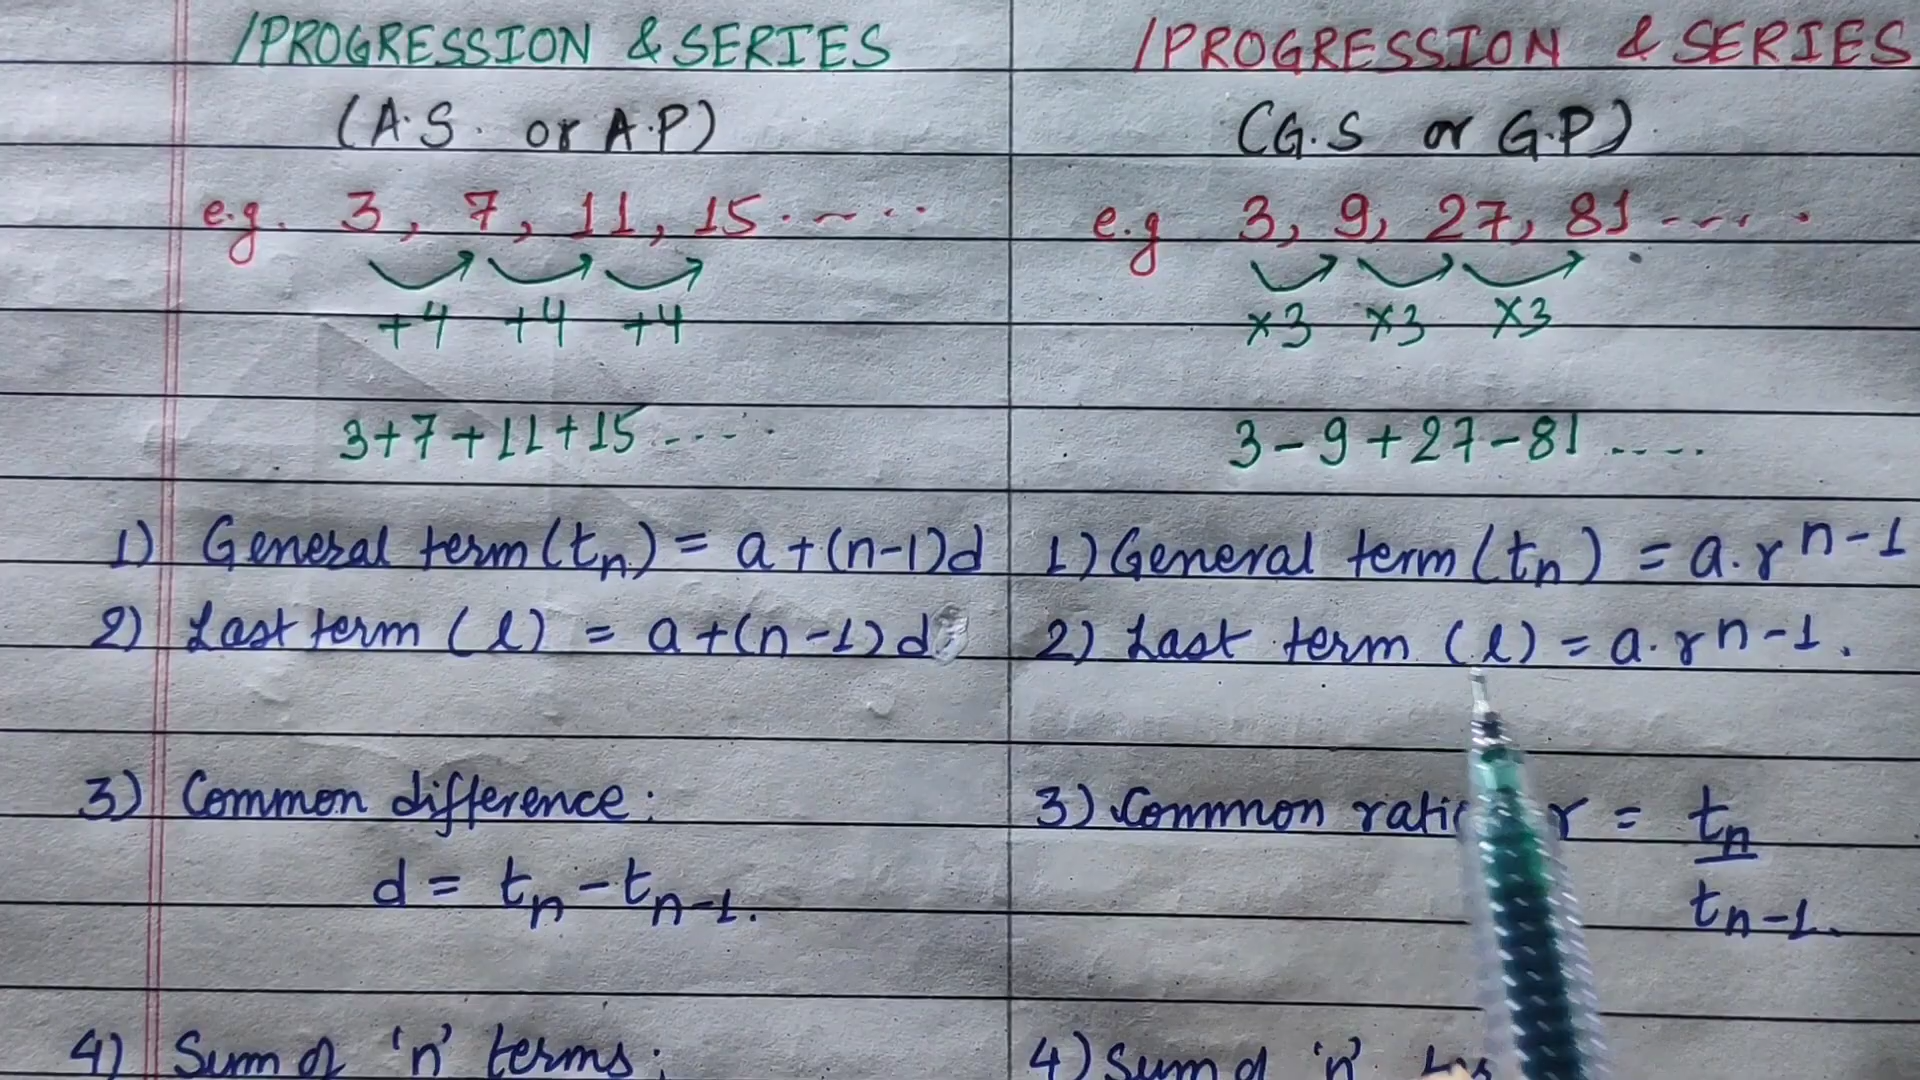 /PROGRESSION & SERIES
(A.S. or A.P)
e.g. 3, 7, 11, 15.-...
+4 +4 +4
3+7+11+15.----.
1) General term (tn) = a+(n-1)d
2) Last term (l) = a+(n-1)d
3) Common difference:
d = tn - tn-1.
4) Sum of 'n' terms:
/PROGRESSION & SERIES
(G.S or G.P)
e.g 3, 9, 27, 81 ----.
×3 ×3 ×3
3-9+27-81 ....
1) General term (tn) = a.r^n-1
2) Last term (l) = a.r^n-1.
3) Common r = tn
tn-1.
4) Sum of 'n'